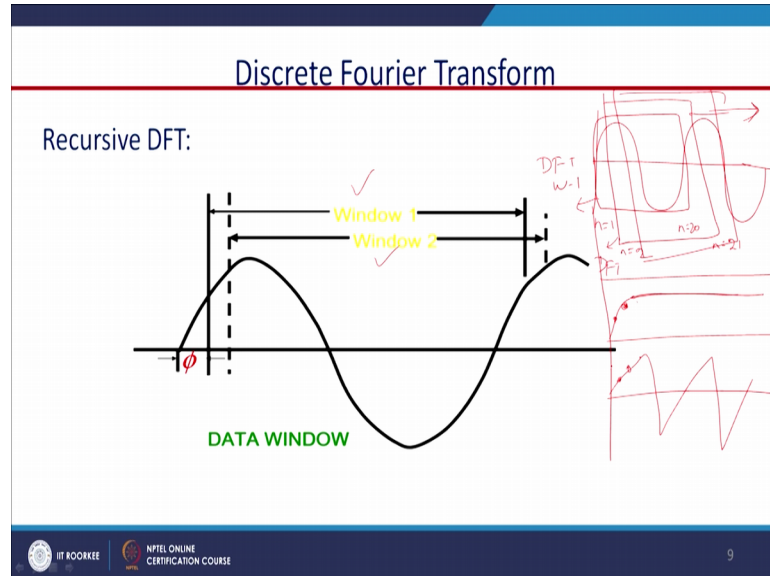 Discrete Fourier Transform
Recursive DFT:
DFT
W-1
Window 1
Window 2
n=1
n=20
n=2
n=21
DFT
ϕ
DATA WINDOW
IIT ROORKEE
NPTEL ONLINE
CERTIFICATION COURSE
9